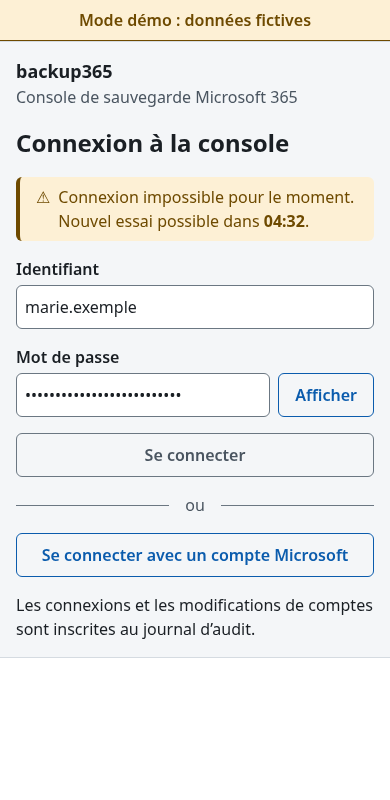 Mode démo : données fictives
backup365
Console de sauvegarde Microsoft 365
Connexion à la console
⚠ Connexion impossible pour le moment.
Nouvel essai possible dans 04:32.
Identifiant
marie.exemple
Mot de passe
••••••••••••••••••••••••••
Afficher
Se connecter
ou
Se connecter avec un compte Microsoft
Les connexions et les modifications de comptes
sont inscrites au journal d’audit.